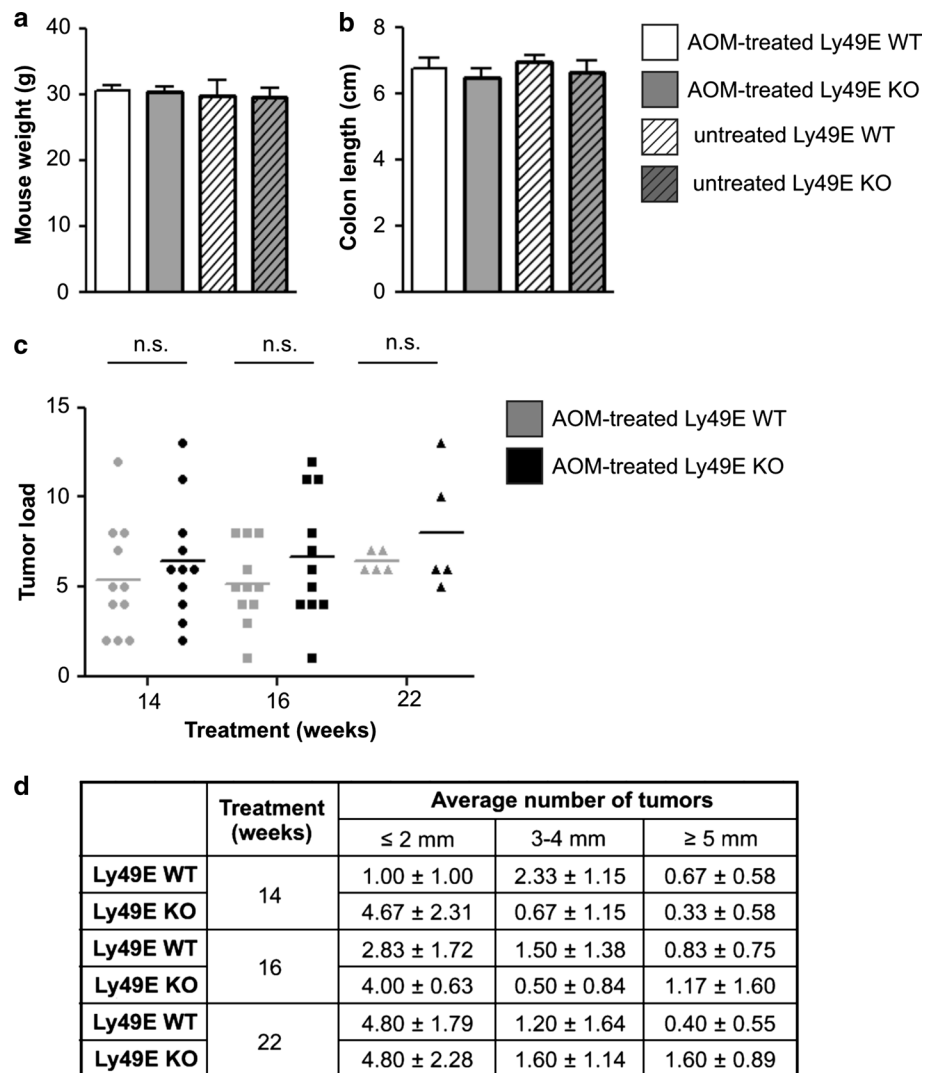 a
40
30
20
10
0
Mouse weight (g)
b
8
6
4
2
0
Colon length (cm)
AOM-treated Ly49E WT
AOM-treated Ly49E KO
untreated Ly49E WT
untreated Ly49E KO
c
n.s. n.s. n.s.
15
10
5
0
Tumor load
14 16 22
Treatment (weeks)
AOM-treated Ly49E WT
AOM-treated Ly49E KO
d
Treatment (weeks) Average number of tumors
≤ 2 mm 3-4 mm ≥ 5 mm
Ly49E WT 14 1.00 ± 1.00 2.33 ± 1.15 0.67 ± 0.58
Ly49E KO 4.67 ± 2.31 0.67 ± 1.15 0.33 ± 0.58
Ly49E WT 16 2.83 ± 1.72 1.50 ± 1.38 0.83 ± 0.75
Ly49E KO 4.00 ± 0.63 0.50 ± 0.84 1.17 ± 1.60
Ly49E WT 22 4.80 ± 1.79 1.20 ± 1.64 0.40 ± 0.55
Ly49E KO 4.80 ± 2.28 1.60 ± 1.14 1.60 ± 0.89